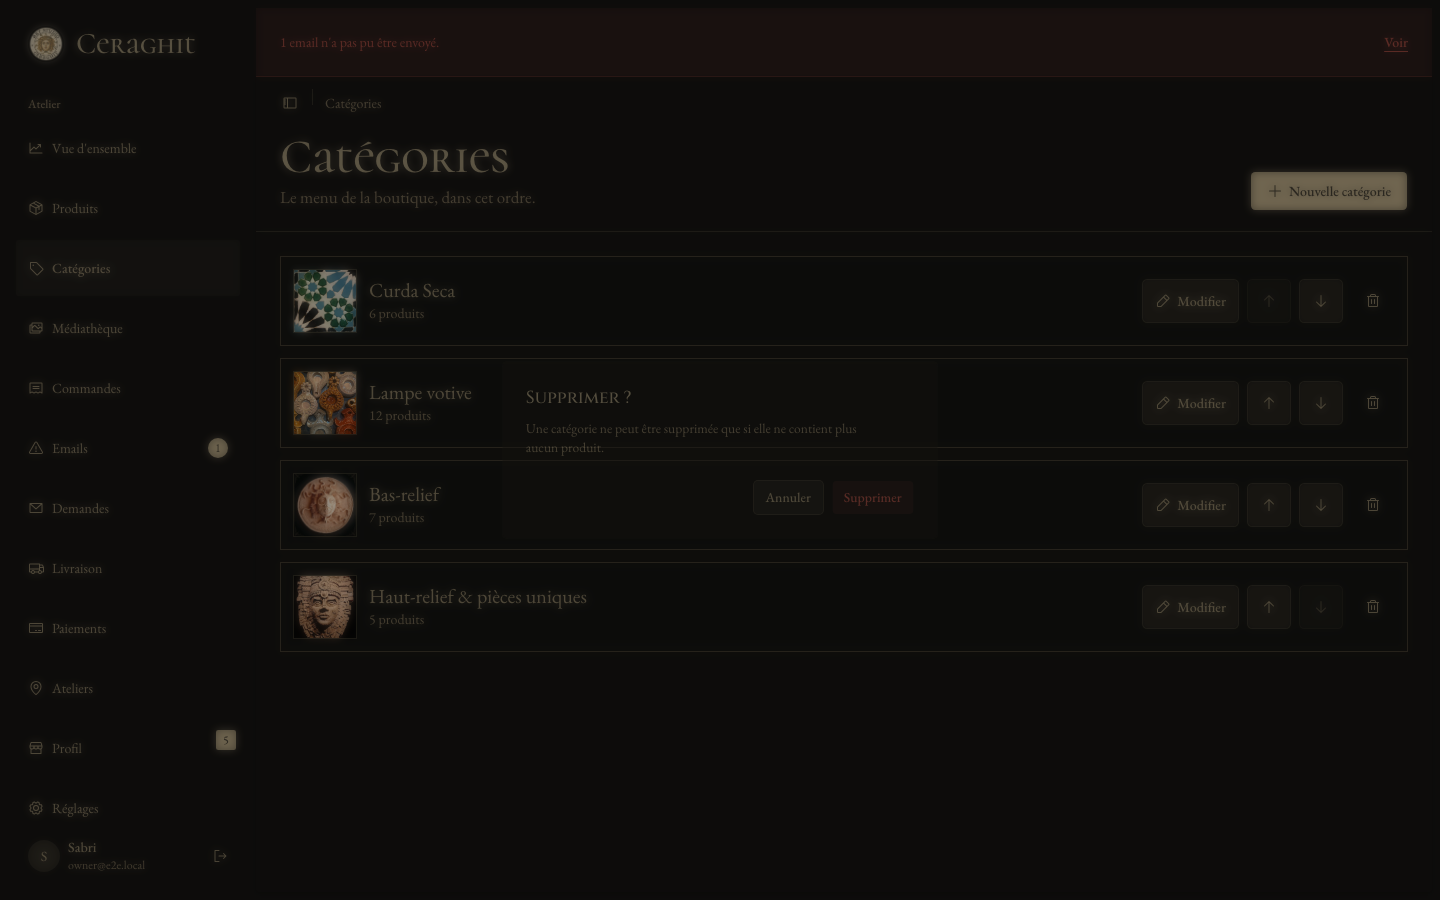 Ceraghit
Atelier
Vue d'ensemble
Produits
Catégories
Médiathèque
Commandes
Emails
1
Demandes
Livraison
Paiements
Ateliers
Profil
5
Réglages
S
Sabri
owner@e2e.local
1 email n'a pas pu être envoyé.
Voir
Catégories
Catégories
Le menu de la boutique, dans cet ordre.
Nouvelle catégorie
Curda Seca
6 produits
Modifier
Lampe votive
12 produits
Modifier
Supprimer ?
Une catégorie ne peut être supprimée que si elle ne contient plus
aucun produit.
Annuler
Supprimer
Bas-relief
7 produits
Modifier
Haut-relief & pièces uniques
5 produits
Modifier